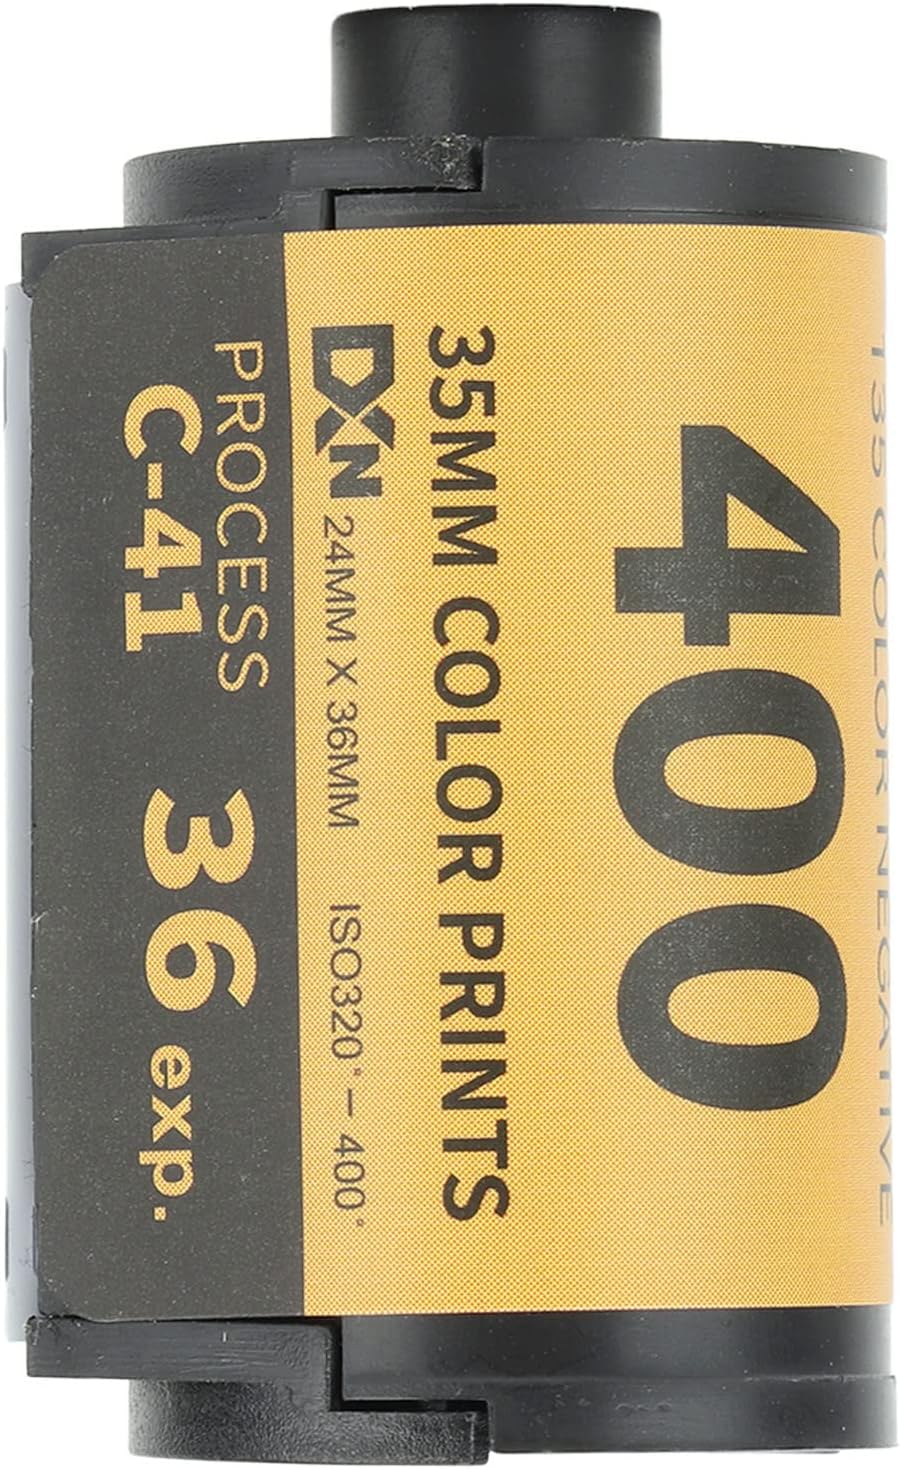 135 COLOR NEGATIVE
400
35MM COLOR PRINTS
DXN 24MM X 36MM ISO320°-400°
PROCESS
C-41
36 exp.